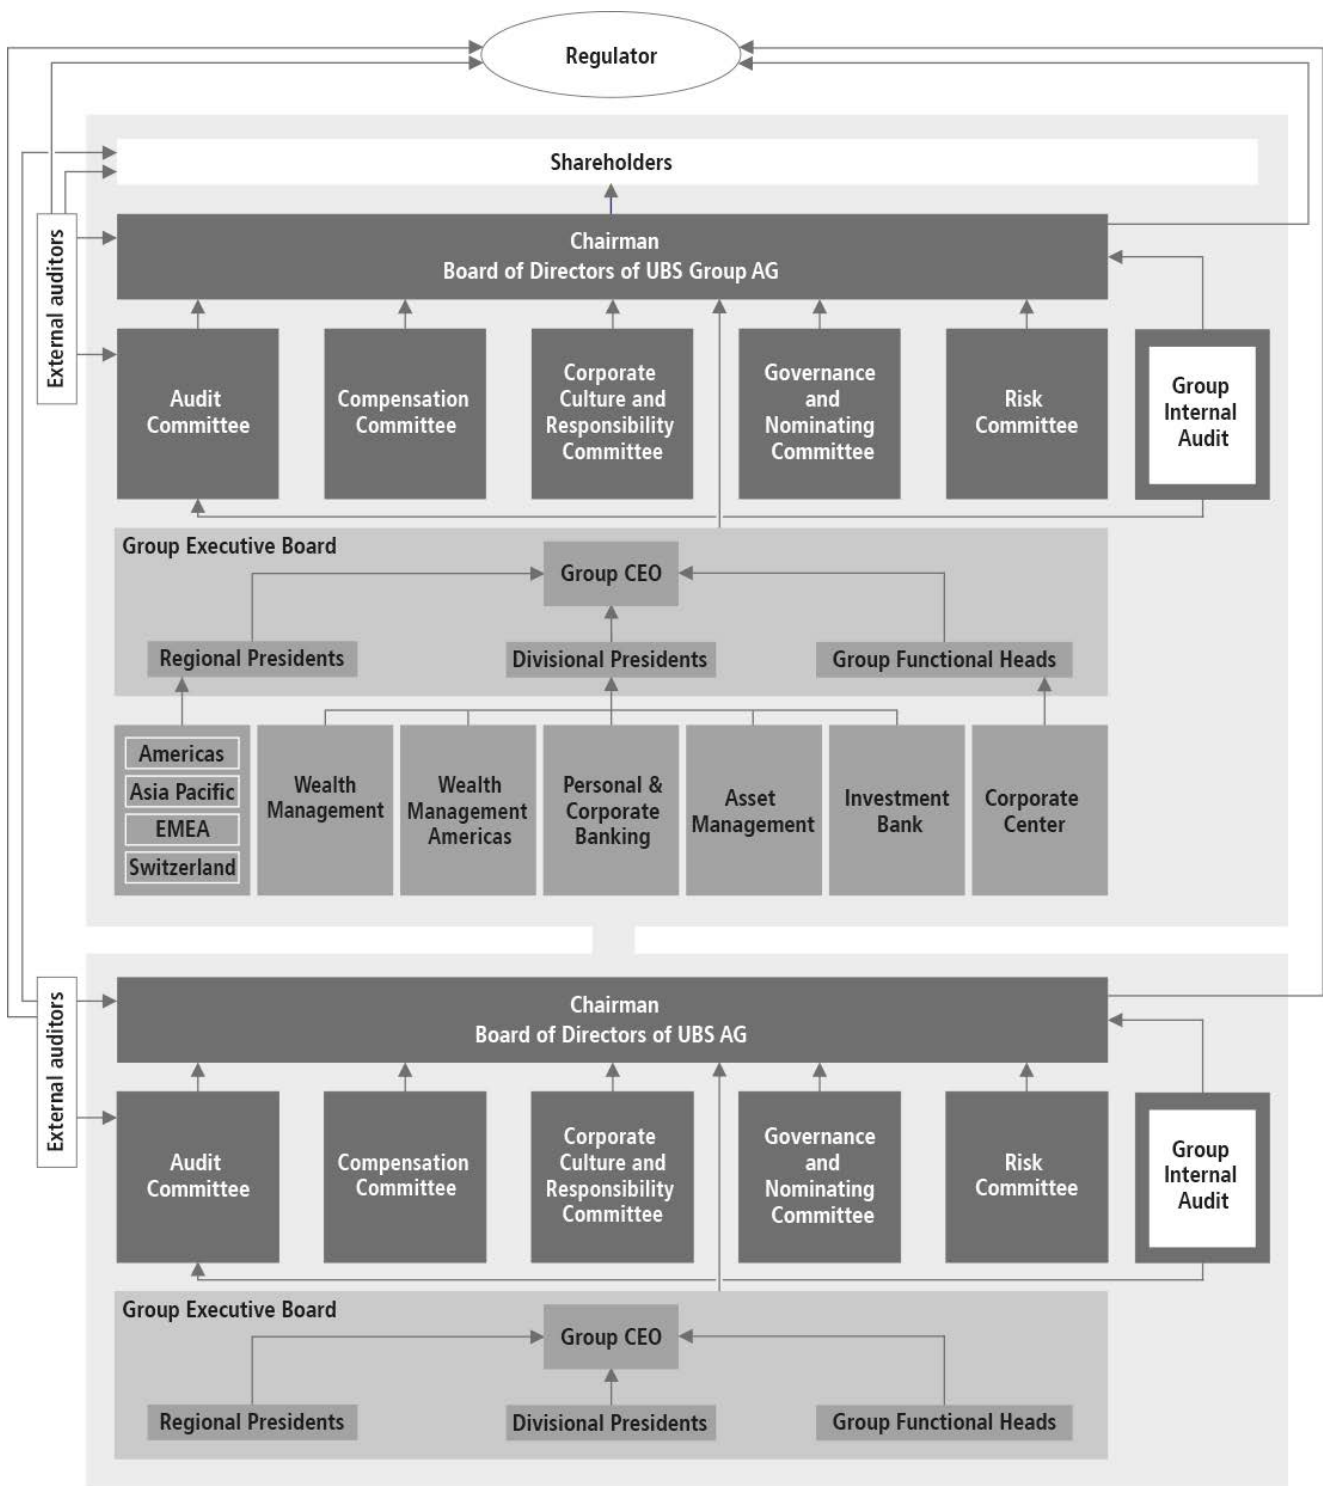 Regulator
Shareholders
External auditors
Chairman
Board of Directors of UBS Group AG
Audit
Committee
Compensation
Committee
Corporate
Culture and
Responsibility
Committee
Governance
and
Nominating
Committee
Risk
Committee
Group
Internal
Audit
Group Executive Board
Group CEO
Regional Presidents
Divisional Presidents
Group Functional Heads
Americas
Asia Pacific
EMEA
Switzerland
Wealth
Management
Wealth
Management
Americas
Personal &
Corporate
Banking
Asset
Management
Investment
Bank
Corporate
Center
External auditors
Chairman
Board of Directors of UBS AG
Audit
Committee
Compensation
Committee
Corporate
Culture and
Responsibility
Committee
Governance
and
Nominating
Committee
Risk
Committee
Group
Internal
Audit
Group Executive Board
Group CEO
Regional Presidents
Divisional Presidents
Group Functional Heads